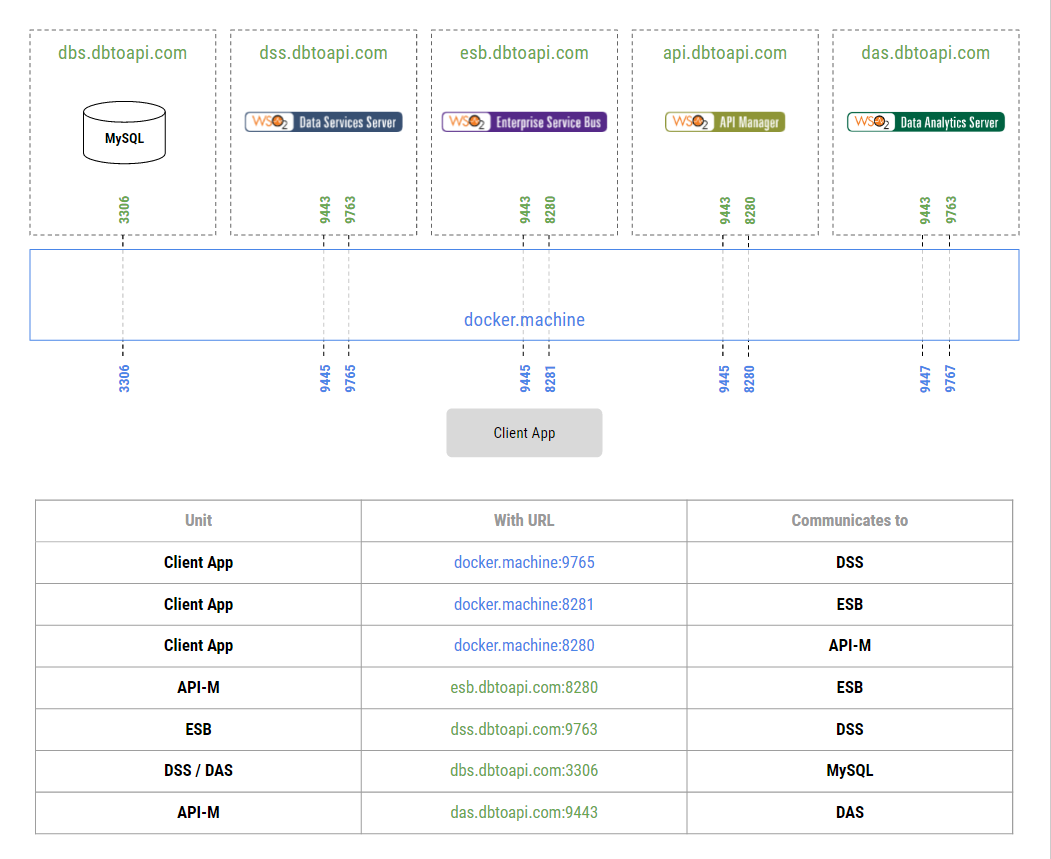 dbs.dbtoapi.com dss.dbtoapi.com esb.dbtoapi.com api.dbtoapi.com das.dbtoapi.com
MySQL
WSO2 Data Services Server
WSO2 Enterprise Service Bus
WSO2 API Manager
WSO2 Data Analytics Server
3306 9443 9763 9443 8280 9443 8280 9443 9763
docker.machine
3306 9445 9765 9445 8281 9445 8280 9447 9767
Client App
Unit With URL Communicates to
Client App docker.machine:9765 DSS
Client App docker.machine:8281 ESB
Client App docker.machine:8280 API-M
API-M esb.dbtoapi.com:8280 ESB
ESB dss.dbtoapi.com:9763 DSS
DSS / DAS dbs.dbtoapi.com:3306 MySQL
API-M das.dbtoapi.com:9443 DAS